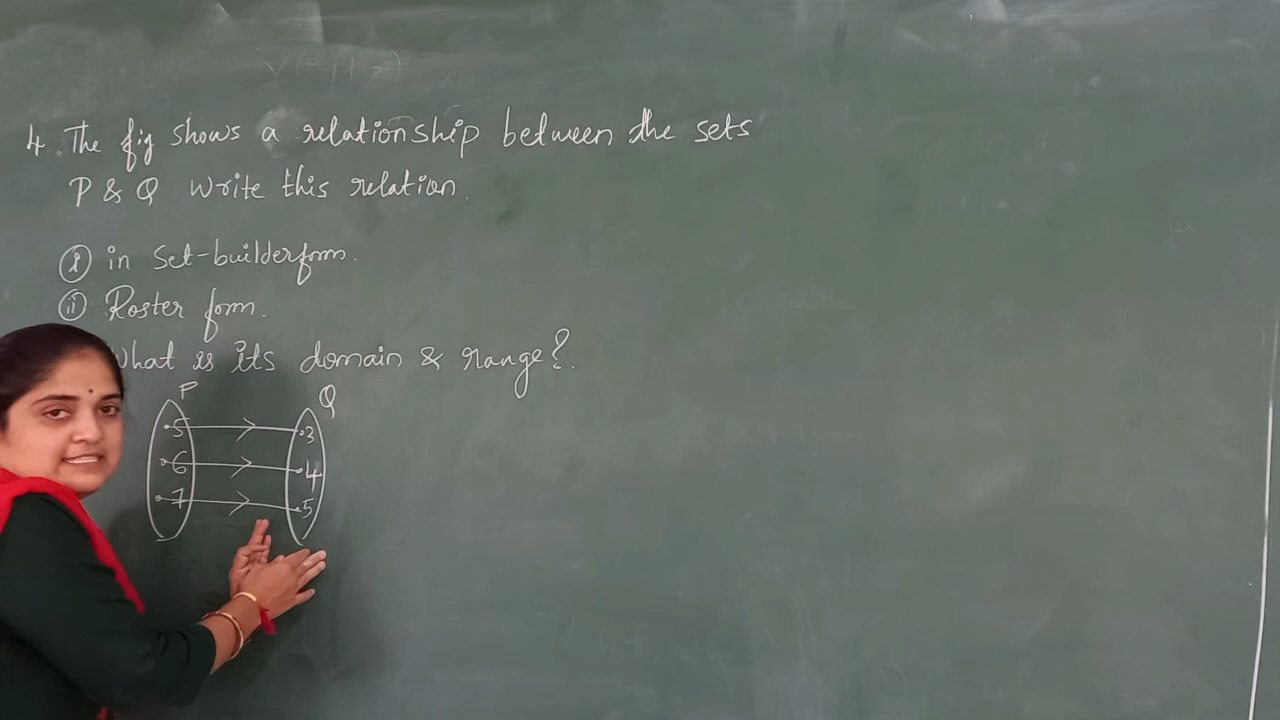 4. The fig shows a relationship between the sets
P & Q Write this relation.
(i) in Set-builderform.
(ii) Roster form.
What is its domain & range?.
P Q
5 3
6 4
7 5